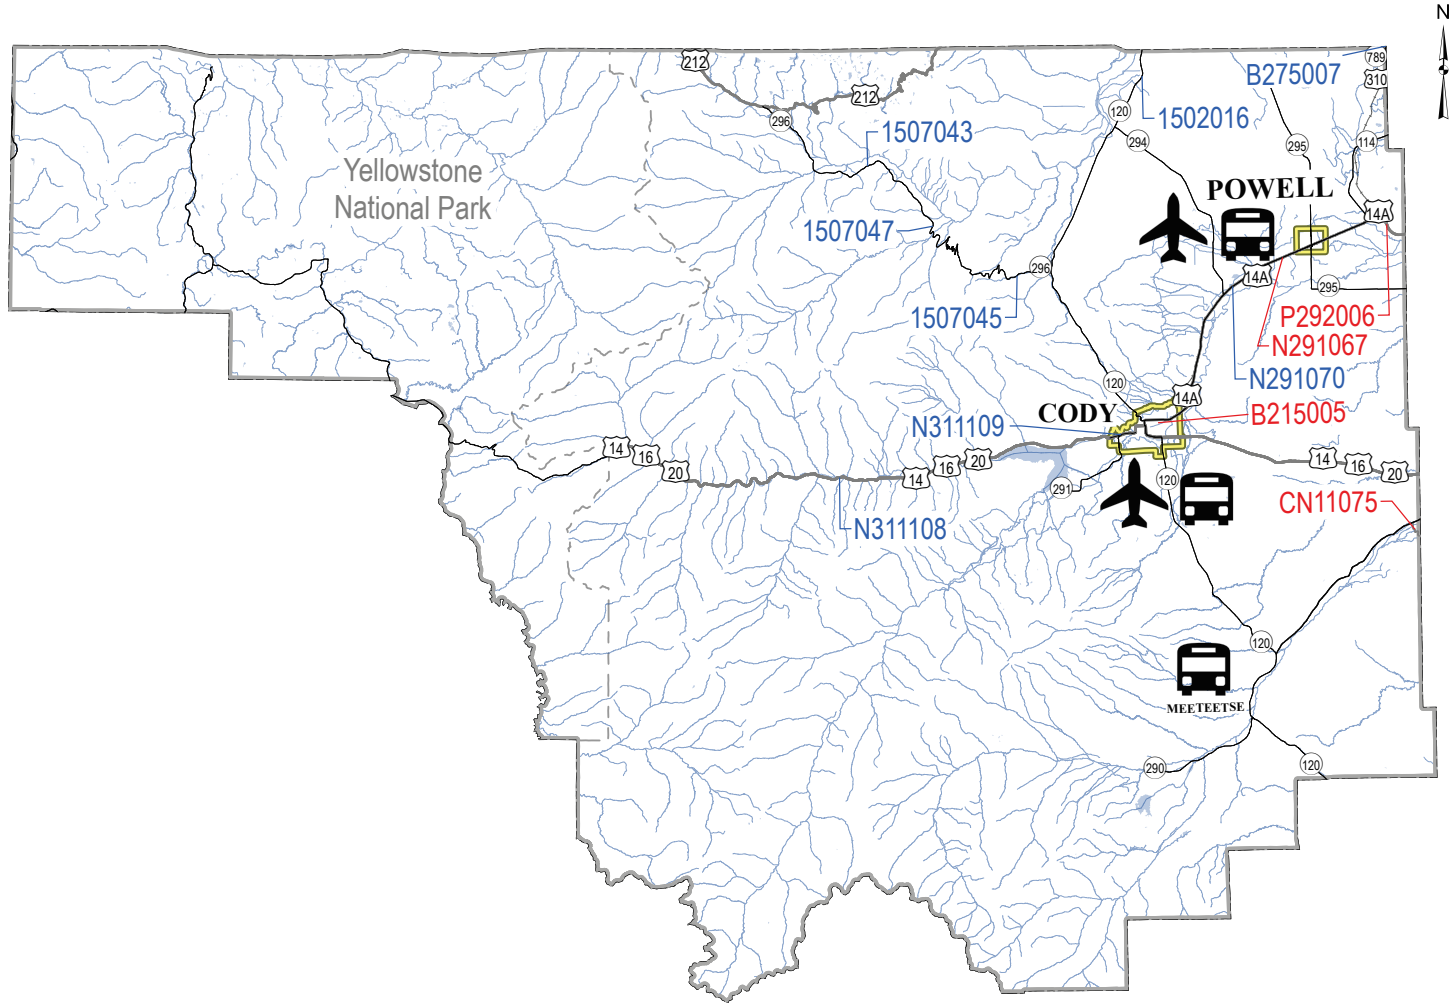 N
212
789
B275007
310
212
120
1502016
296
1507043
294
295
114
Yellowstone
National Park
POWELL
14A
1507047
296
14A
295
1507045
P292006
N291067
N291070
120
14A
CODY
B215005
N311109
14
16
20
14
16
20
14
16
20
291
120
CN11075
N311108
120
MEETEETSE
290
120